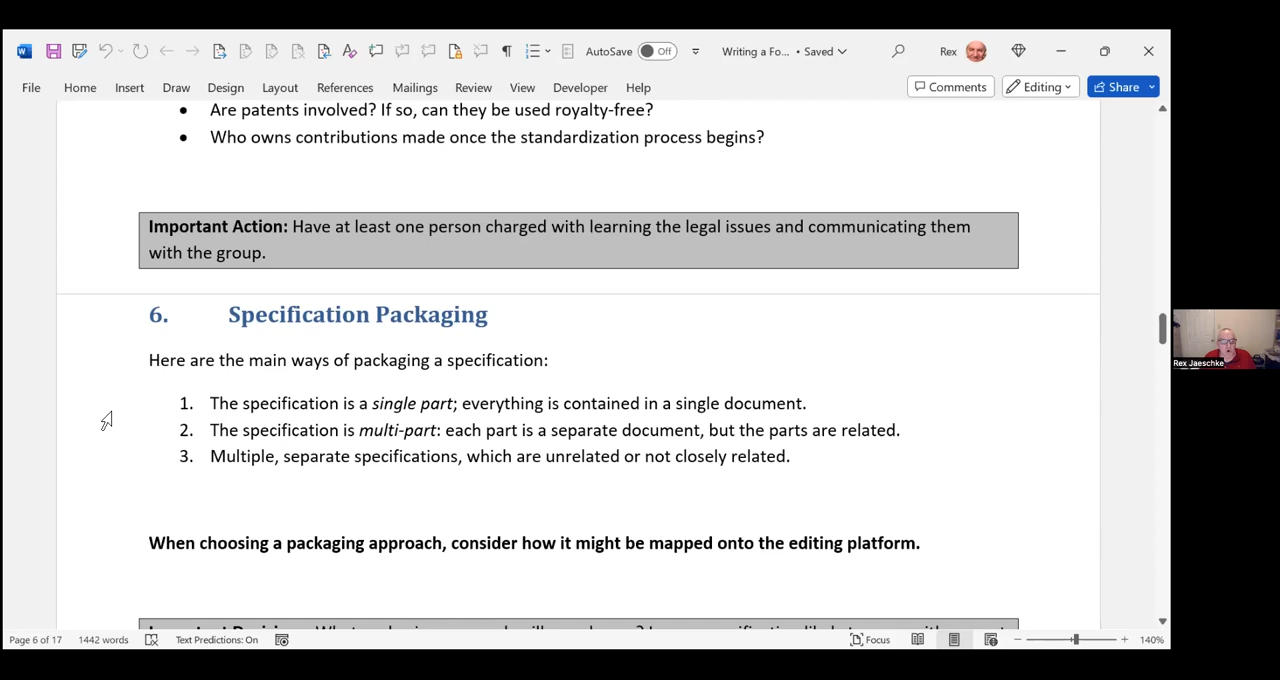 AutoSave Off Writing a Fo... • Saved Rex
File Home Insert Draw Design Layout References Mailings Review View Developer Help Comments Editing Share
• Are patents involved? If so, can they be used royalty-free?
• Who owns contributions made once the standardization process begins?
Important Action: Have at least one person charged with learning the legal issues and communicating them
with the group.
6. Specification Packaging
Here are the main ways of packaging a specification:
1. The specification is a single part; everything is contained in a single document.
2. The specification is multi-part: each part is a separate document, but the parts are related.
3. Multiple, separate specifications, which are unrelated or not closely related.
When choosing a packaging approach, consider how it might be mapped onto the editing platform.
Page 6 of 17 1442 words Text Predictions: On Focus 140%
Rex Jaeschke